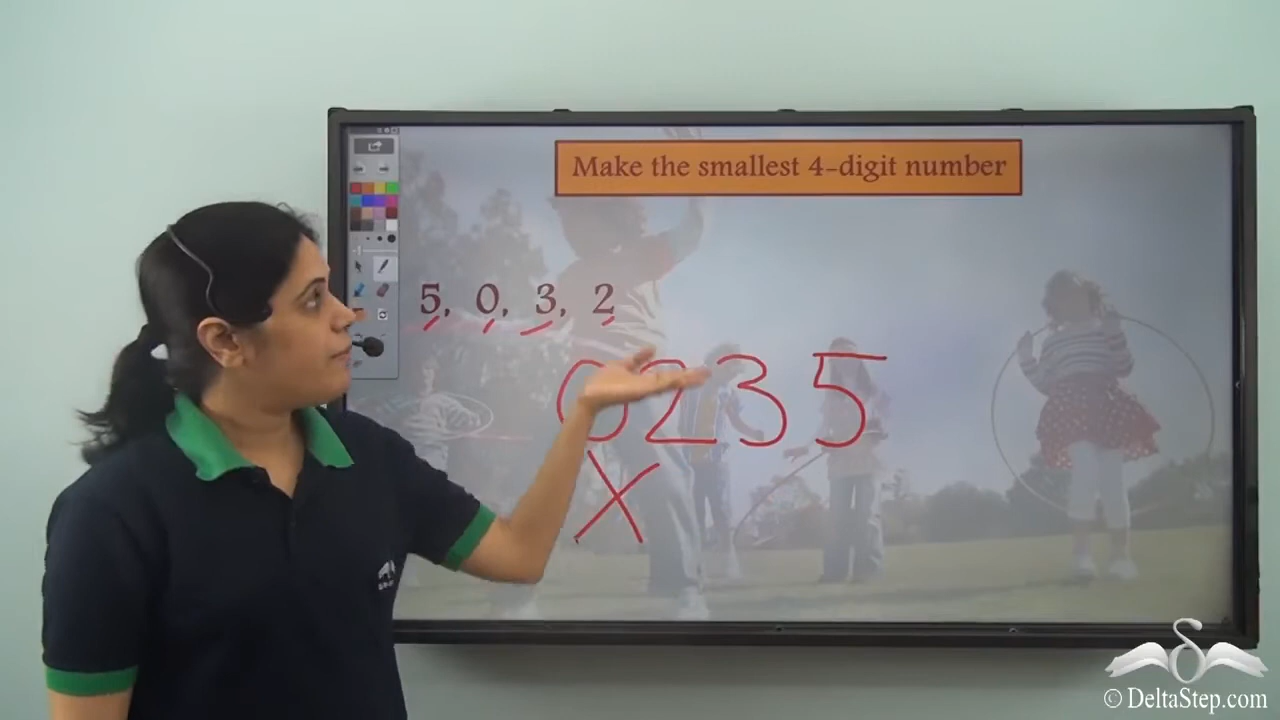 Make the smallest 4-digit number
5, 0, 3, 2
0235
X
© DeltaStep.com